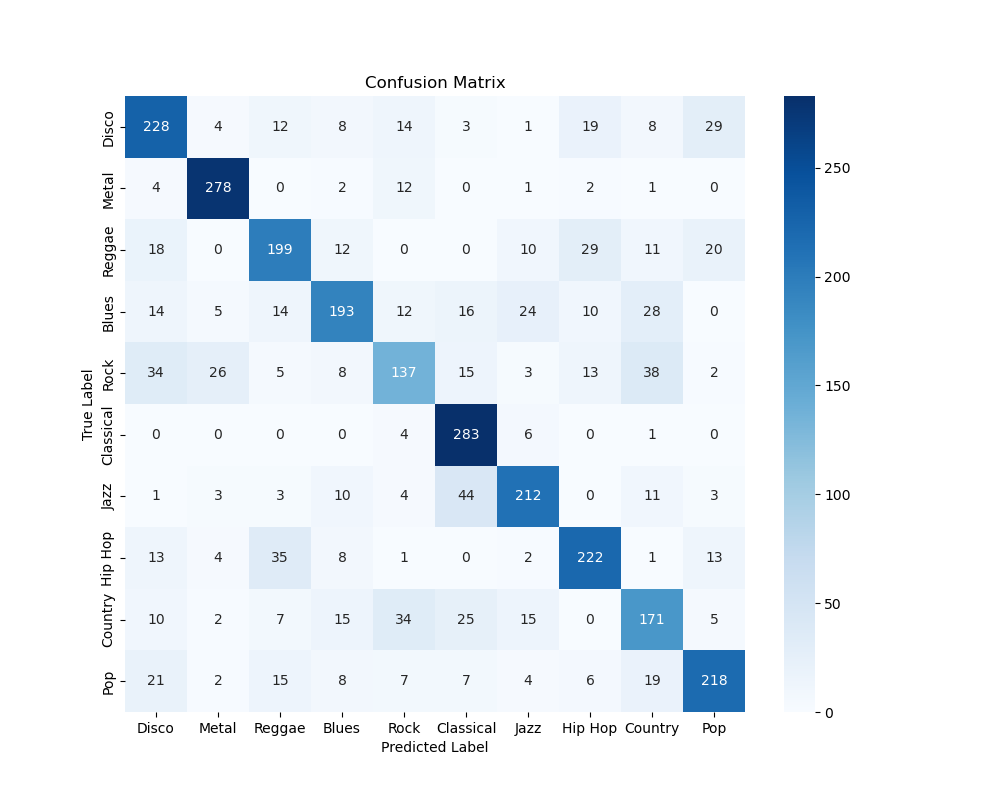 Confusion Matrix
Disco 228 4 12 8 14 3 1 19 8 29
Metal 4 278 0 2 12 0 1 2 1 0
Reggae 18 0 199 12 0 0 10 29 11 20
Blues 14 5 14 193 12 16 24 10 28 0
Rock 34 26 5 8 137 15 3 13 38 2
Classical 0 0 0 0 4 283 6 0 1 0
Jazz 1 3 3 10 4 44 212 0 11 3
Hip Hop 13 4 35 8 1 0 2 222 1 13
Country 10 2 7 15 34 25 15 0 171 5
Pop 21 2 15 8 7 7 4 6 19 218
True Label
Disco Metal Reggae Blues Rock Classical Jazz Hip Hop Country Pop
Predicted Label
250
200
150
100
50
0